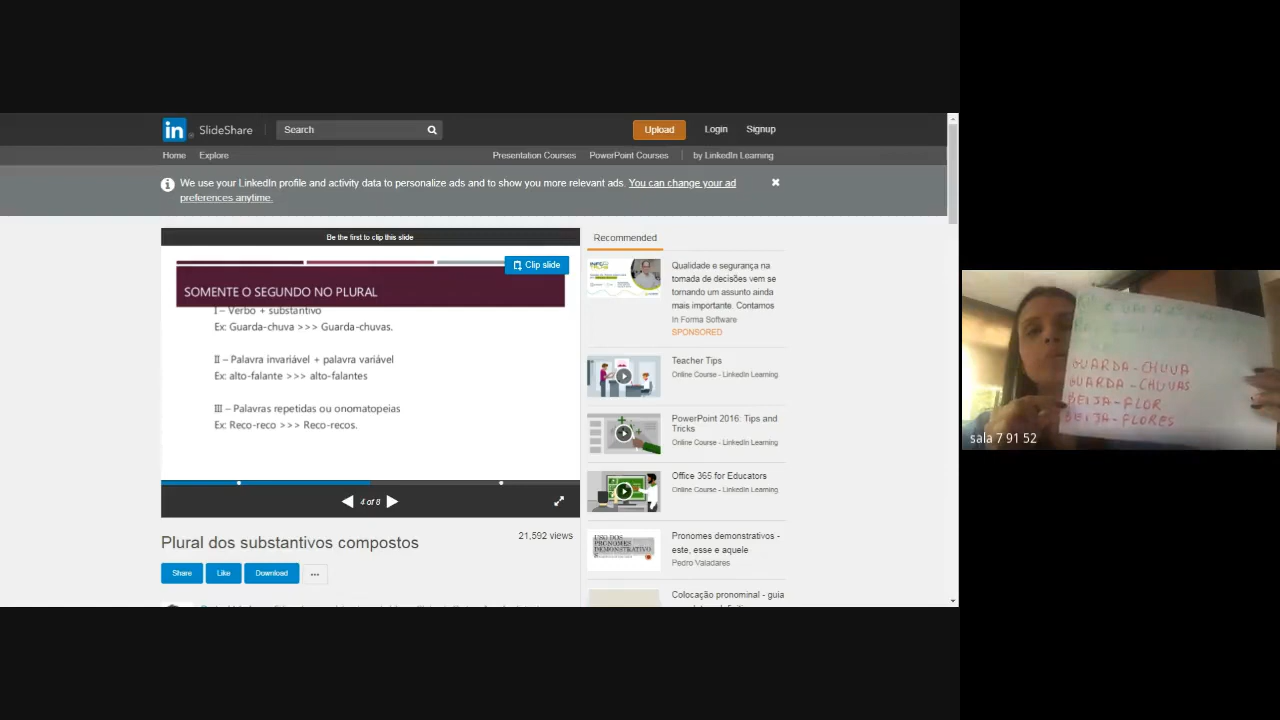 in SlideShare
Search
Upload
Login
Signup
Home
Explore
Presentation Courses
PowerPoint Courses
by LinkedIn Learning
We use your LinkedIn profile and activity data to personalize ads and to show you more relevant ads. You can change your ad
preferences anytime.
Be the first to clip this slide
Clip slide
SOMENTE O SEGUNDO NO PLURAL
I – Verbo + substantivo
Ex: Guarda-chuva >>> Guarda-chuvas.
II – Palavra invariável + palavra variável
Ex: alto-falante >>> alto-falantes
III – Palavras repetidas ou onomatopeias
Ex: Reco-reco >>> Reco-recos.
4 of 8
Plural dos substantivos compostos
21,592 views
Share
Like
Download
...
Recommended
Qualidade e segurança na
tomada de decisões vem se
tornando um assunto ainda
mais importante. Contamos
In Forma Software
SPONSORED
Teacher Tips
Online Course - LinkedIn Learning
PowerPoint 2016: Tips and
Tricks
Online Course - LinkedIn Learning
Office 365 for Educators
Online Course - LinkedIn Learning
USO DOS
PRONOMES
DEMONSTRATIVO
S
Pronomes demonstrativos -
este, esse e aquele
Pedro Valadares
Colocação pronominal - guia
GUARDA-CHUVA
GUARDA-CHUVAS
BEIJA-FLOR
BEIJA-FLORES
sala 7 91 52